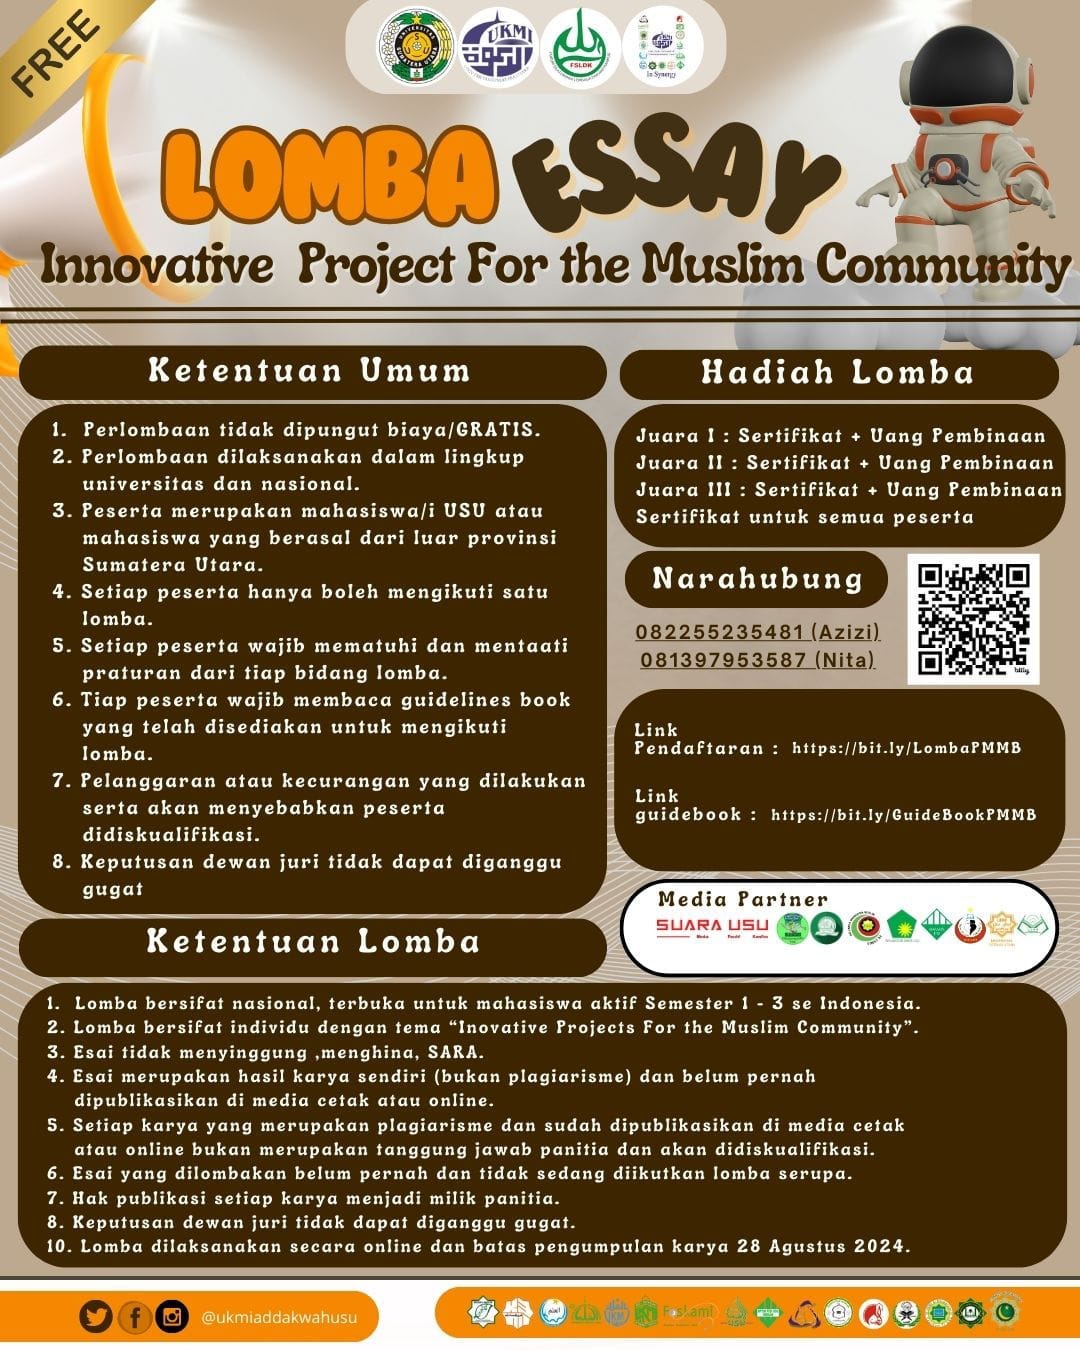 FREE
UKMI
FSLDK
In Synergy
LOMBA ESSAY
Innovative Project For the Muslim Community
Ketentuan Umum
1. Perlombaan tidak dipungut biaya/GRATIS.
2. Perlombaan dilaksanakan dalam lingkup
universitas dan nasional.
3. Peserta merupakan mahasiswa/i USU atau
mahasiswa yang berasal dari luar provinsi
Sumatera Utara.
4. Setiap peserta hanya boleh mengikuti satu
lomba.
5. Setiap peserta wajib mematuhi dan mentaati
praturan dari tiap bidang lomba.
6. Tiap peserta wajib membaca guidelines book
yang telah disediakan untuk mengikuti
lomba.
7. Pelanggaran atau kecurangan yang dilakukan
serta akan menyebabkan peserta
didiskualifikasi.
8. Keputusan dewan juri tidak dapat diganggu
gugat
Hadiah Lomba
Juara I : Sertifikat + Uang Pembinaan
Juara II : Sertifikat + Uang Pembinaan
Juara III : Sertifikat + Uang Pembinaan
Sertifikat untuk semua peserta
Narahubung
082255235481 (Azizi)
081397953587 (Nita)
bitly
Link
Pendaftaran : https://bit.ly/LombaPMMB
Link
guidebook : https://bit.ly/GuideBookPMMB
Media Partner
SUARA USU
Ketentuan Lomba
1. Lomba bersifat nasional, terbuka untuk mahasiswa aktif Semester 1 - 3 se Indonesia.
2. Lomba bersifat individu dengan tema “Inovative Projects For the Muslim Community”.
3. Esai tidak menyinggung ,menghina, SARA.
4. Esai merupakan hasil karya sendiri (bukan plagiarisme) dan belum pernah
dipublikasikan di media cetak atau online.
5. Setiap karya yang merupakan plagiarisme dan sudah dipublikasikan di media cetak
atau online bukan merupakan tanggung jawab panitia dan akan didiskualifikasi.
6. Esai yang dilombakan belum pernah dan tidak sedang diikutkan lomba serupa.
7. Hak publikasi setiap karya menjadi milik panitia.
8. Keputusan dewan juri tidak dapat diganggu gugat.
10. Lomba dilaksanakan secara online dan batas pengumpulan karya 28 Agustus 2024.
@ukmiaddakwahusu